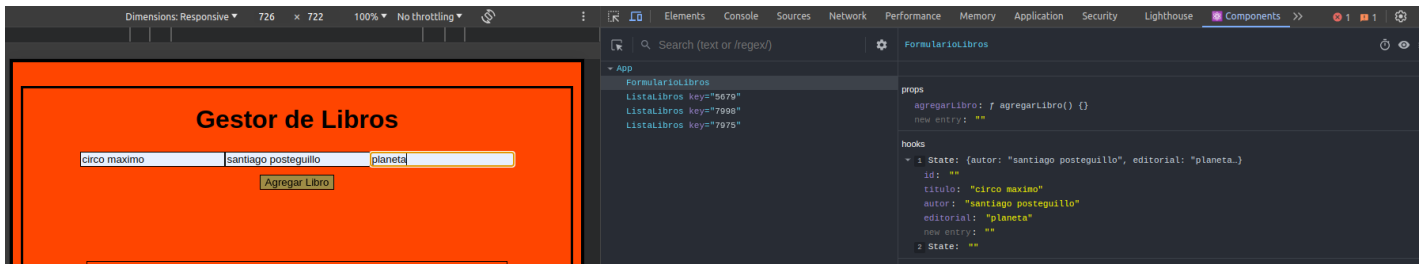 Dimensions: Responsive ▼ 726 × 722 100% ▼ No throttling ▼
Elements Console Sources Network Performance Memory Application Security Lighthouse Components >> 1 1
Search (text or /regex/)
FormularioLibros
App
FormularioLibros
ListaLibros key="5679"
ListaLibros key="7998"
ListaLibros key="7975"
Gestor de Libros
circo maximo santiago posteguillo planeta
Agregar Libro
props
agregarLibro: ƒ agregarLibro() {}
new entry: ""
hooks
1 State: {autor: "santiago posteguillo", editorial: "planeta…}
id: ""
titulo: "circo maximo"
autor: "santiago posteguillo"
editorial: "planeta"
new entry: ""
2 State: ""